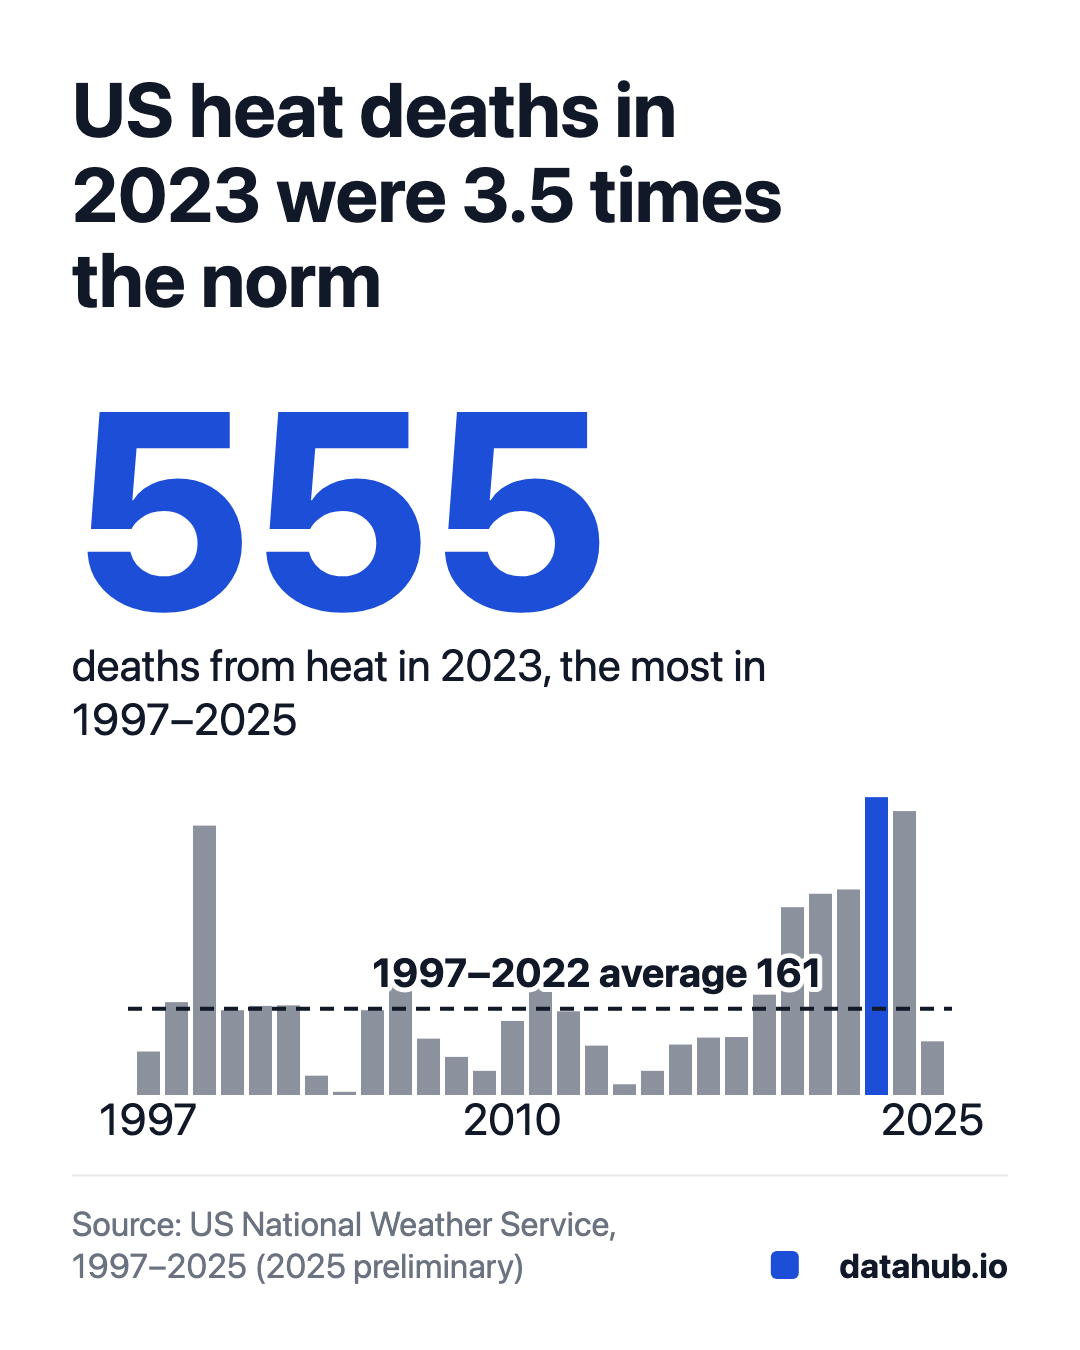 US heat deaths in
2023 were 3.5 times
the norm
555
deaths from heat in 2023, the most in
1997–2025
1997–2022 average 161
1997 2010 2025
Source: US National Weather Service,
1997–2025 (2025 preliminary)
datahub.io